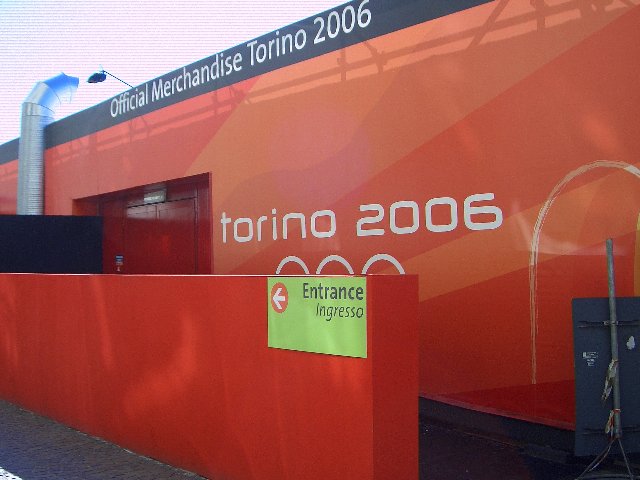 Official Merchandise Torino 2006
torino 2006
Entrance
Ingresso